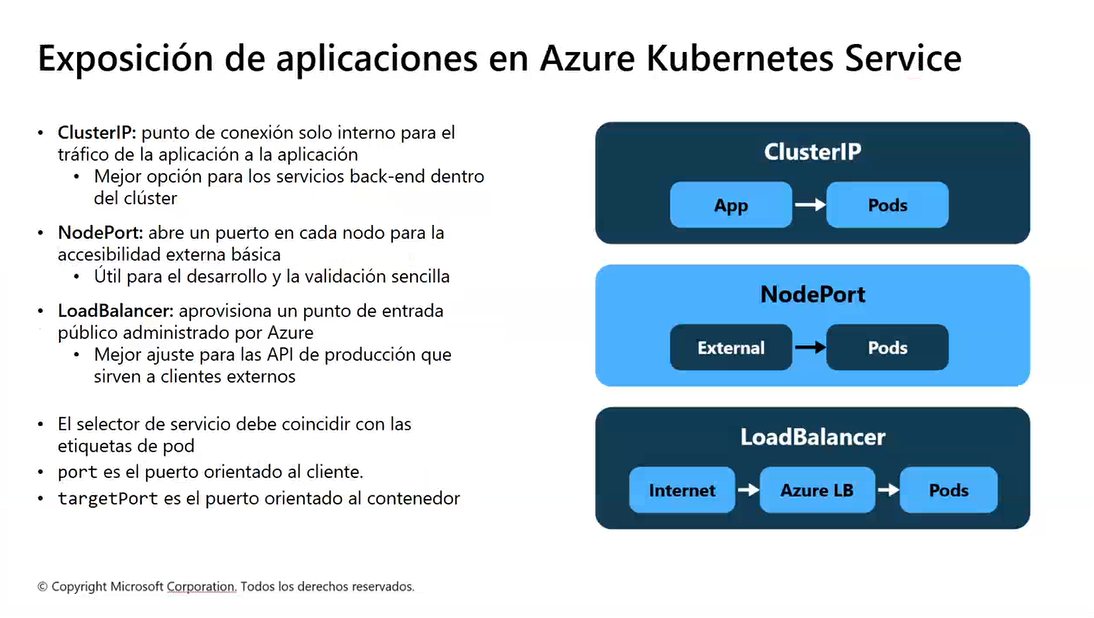 Exposición de aplicaciones en Azure Kubernetes Service
• ClusterIP: punto de conexión solo interno para el
tráfico de la aplicación a la aplicación
• Mejor opción para los servicios back-end dentro
del clúster
• NodePort: abre un puerto en cada nodo para la
accesibilidad externa básica
• Útil para el desarrollo y la validación sencilla
• LoadBalancer: aprovisiona un punto de entrada
público administrado por Azure
• Mejor ajuste para las API de producción que
sirven a clientes externos
• El selector de servicio debe coincidir con las
etiquetas de pod
• port es el puerto orientado al cliente.
• targetPort es el puerto orientado al contenedor
ClusterIP
App
Pods
NodePort
External
Pods
LoadBalancer
Internet
Azure LB
Pods
© Copyright Microsoft Corporation. Todos los derechos reservados.